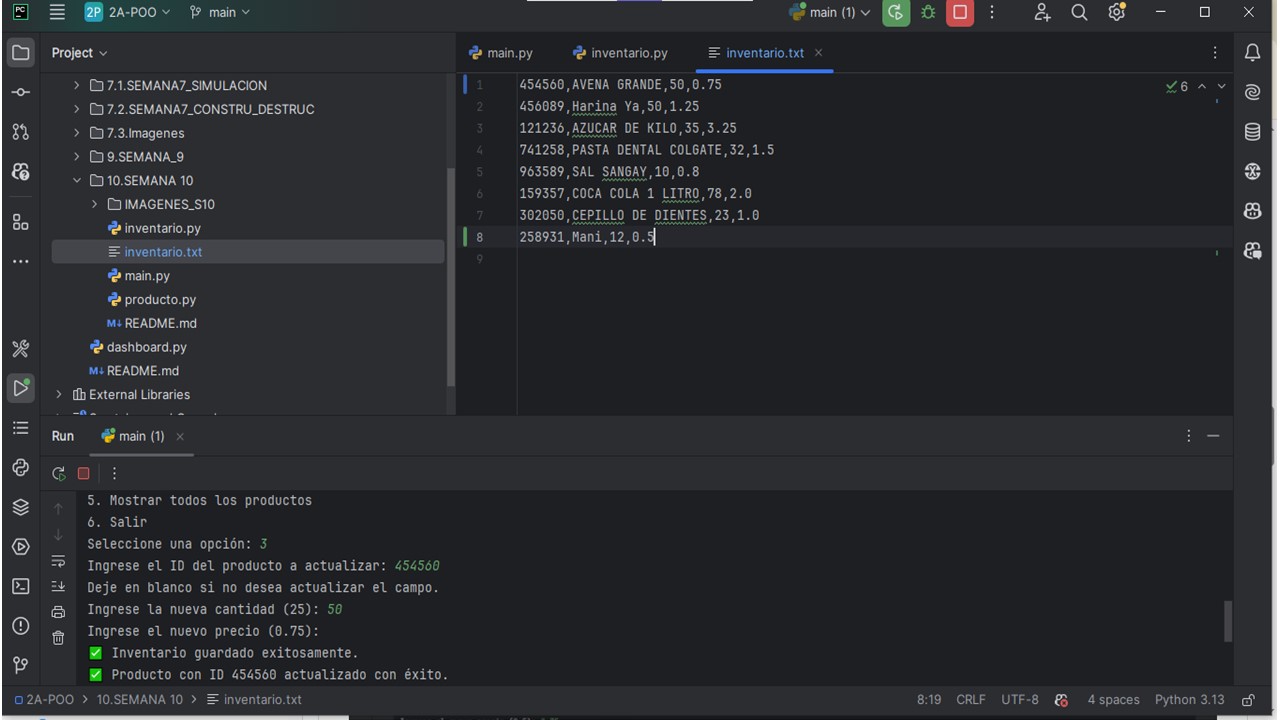 PC
2P 2A-POO
main
main (1)
Project
main.py
inventario.py
inventario.txt
7.1.SEMANA7_SIMULACION
7.2.SEMANA7_CONSTRU_DESTRUC
7.3.Imagenes
9.SEMANA_9
10.SEMANA 10
IMAGENES_S10
inventario.py
inventario.txt
main.py
producto.py
M↓ README.md
dashboard.py
M↓ README.md
External Libraries
1 454560,AVENA GRANDE,50,0.75
2 456089,Harina Ya,50,1.25
3 121236,AZUCAR DE KILO,35,3.25
4 741258,PASTA DENTAL COLGATE,32,1.5
5 963589,SAL SANGAY,10,0.8
6 159357,COCA COLA 1 LITRO,78,2.0
7 302050,CEPILLO DE DIENTES,23,1.0
8 258931,Mani,12,0.5
9
6
Run
main (1)
5. Mostrar todos los productos
6. Salir
Seleccione una opción: 3
Ingrese el ID del producto a actualizar: 454560
Deje en blanco si no desea actualizar el campo.
Ingrese la nueva cantidad (25): 50
Ingrese el nuevo precio (0.75):
✅ Inventario guardado exitosamente.
✅ Producto con ID 454560 actualizado con éxito.
2A-POO > 10.SEMANA 10 > inventario.txt
8:19 CRLF UTF-8 4 spaces Python 3.13